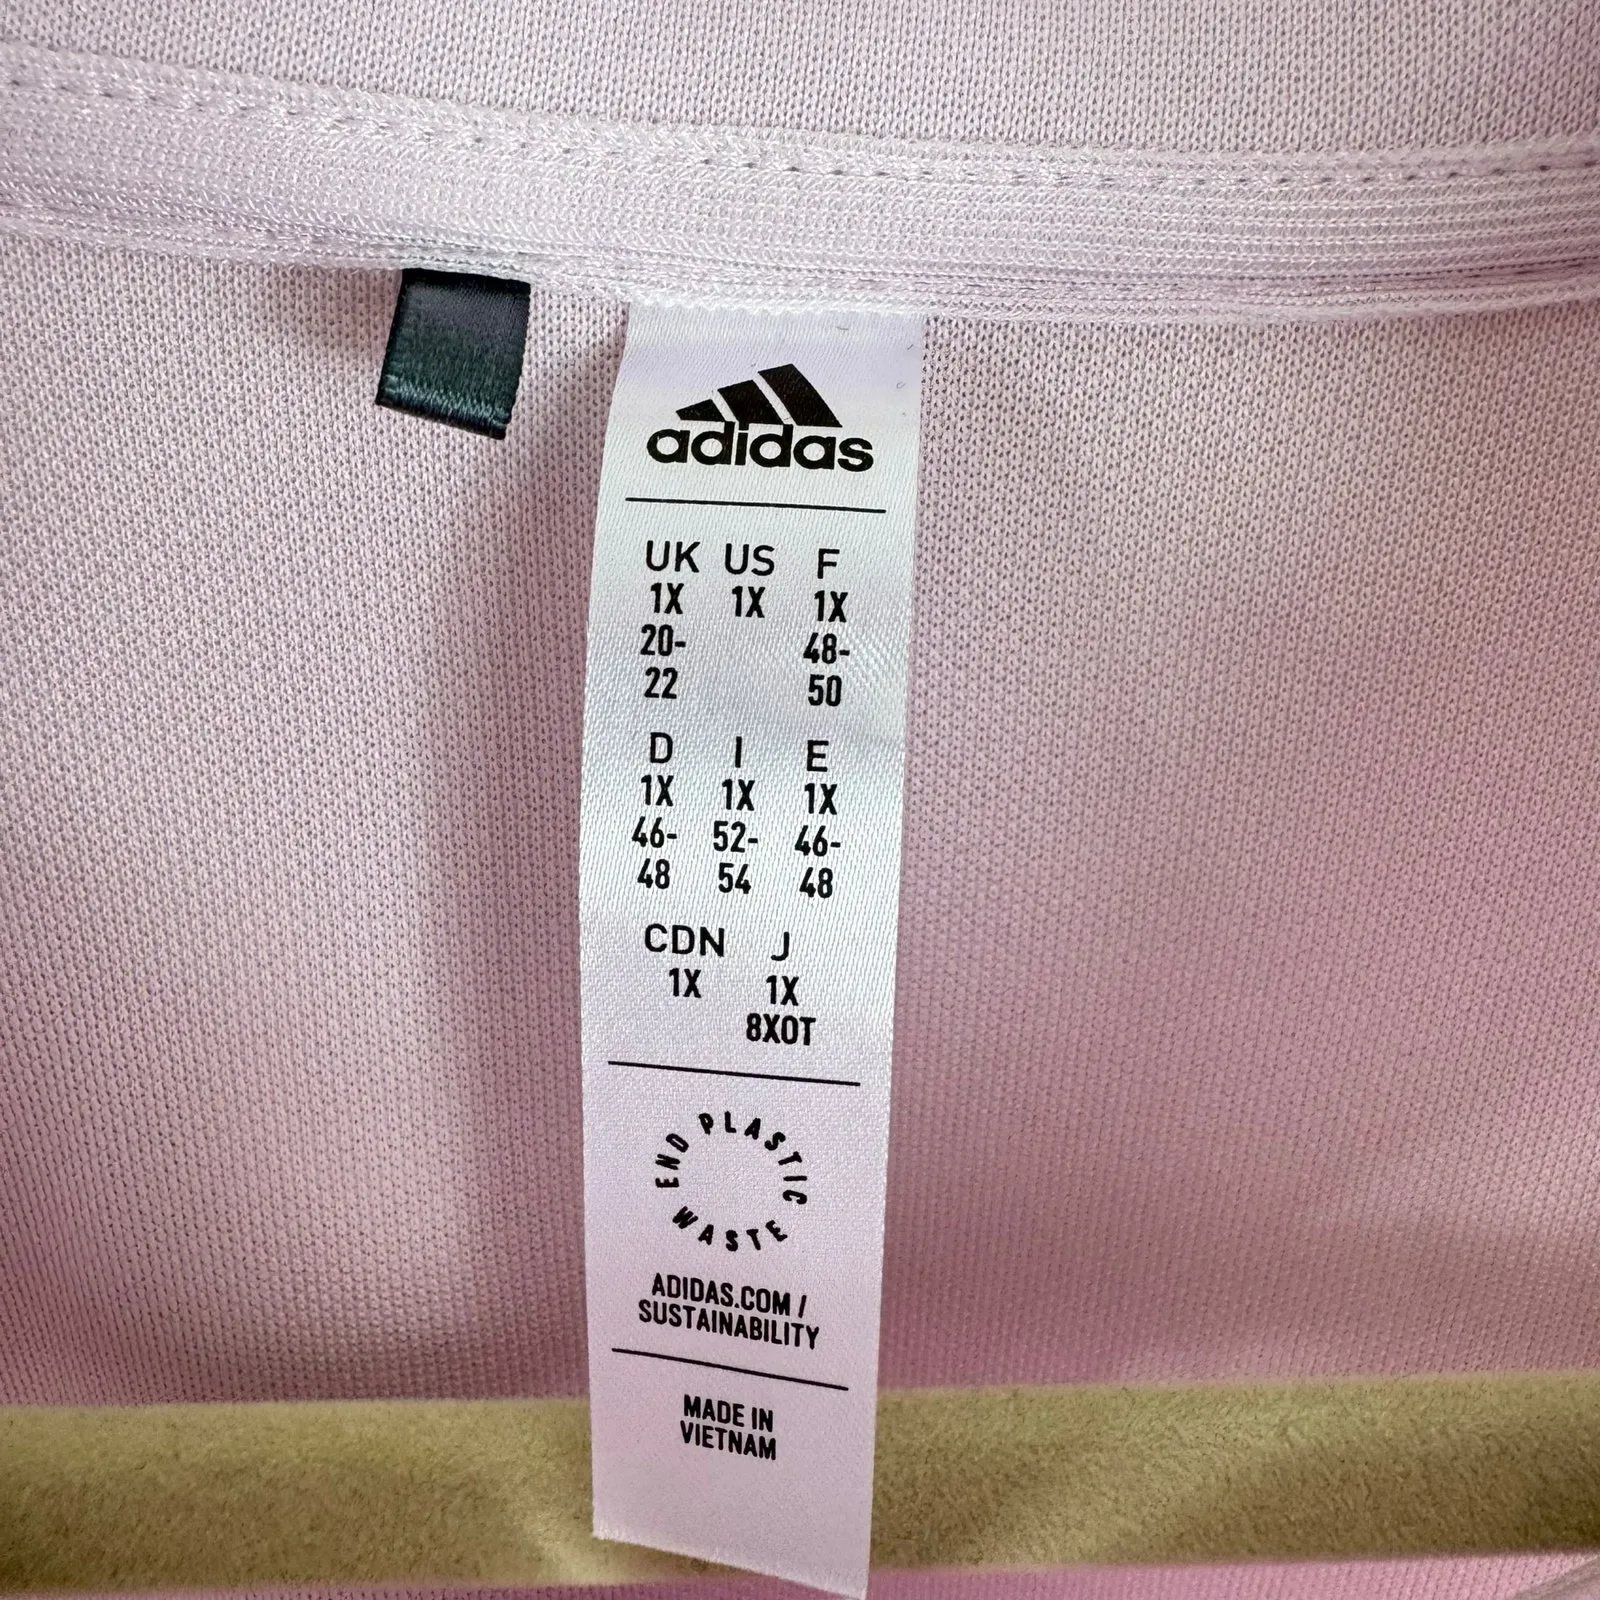 adidas
UK US F
1X 1X 1X
20- 48-
22 50
D I E
1X 1X 1X
46- 52- 46-
48 54 48
CDN J
1X 1X
8XOT
END PLASTIC WASTE
ADIDAS.COM /
SUSTAINABILITY
MADE IN
VIETNAM